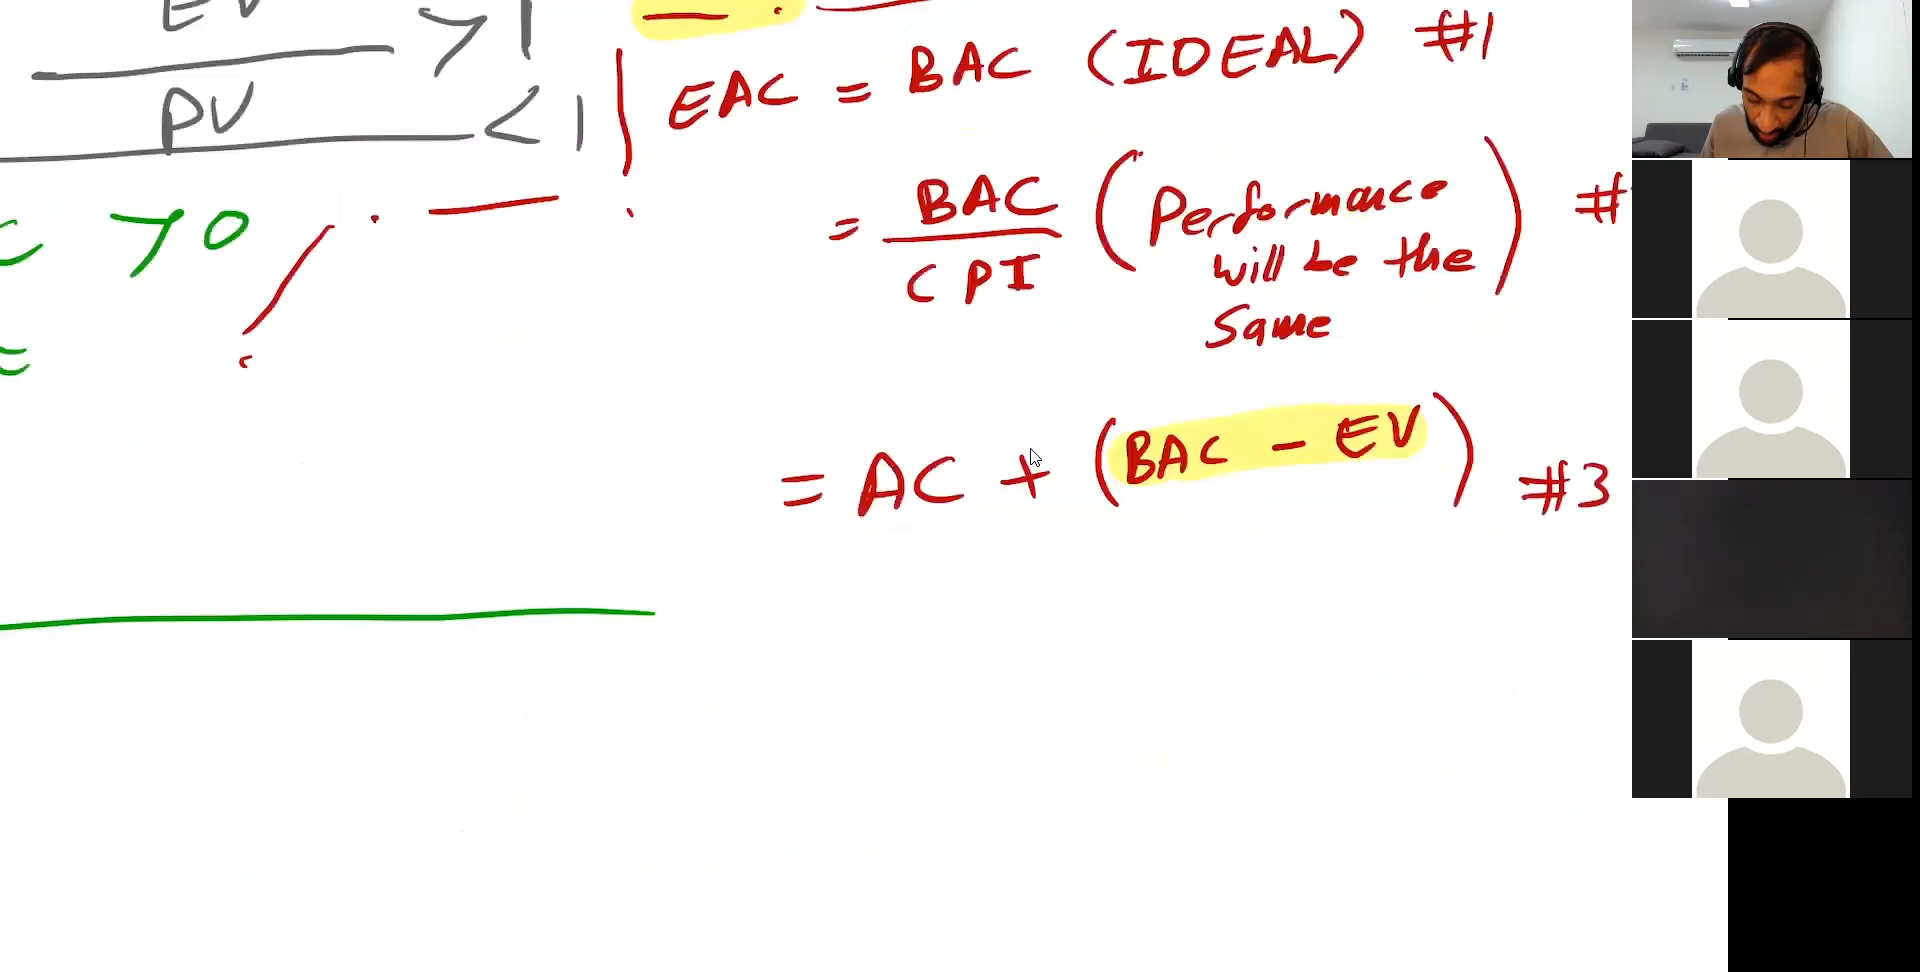 EV
PV
> 1
< 1
C > 0
=
EAC = BAC (IDEAL) #1
= BAC / CPI (Performance
will be the
Same) #
= AC + (BAC - EV) #3